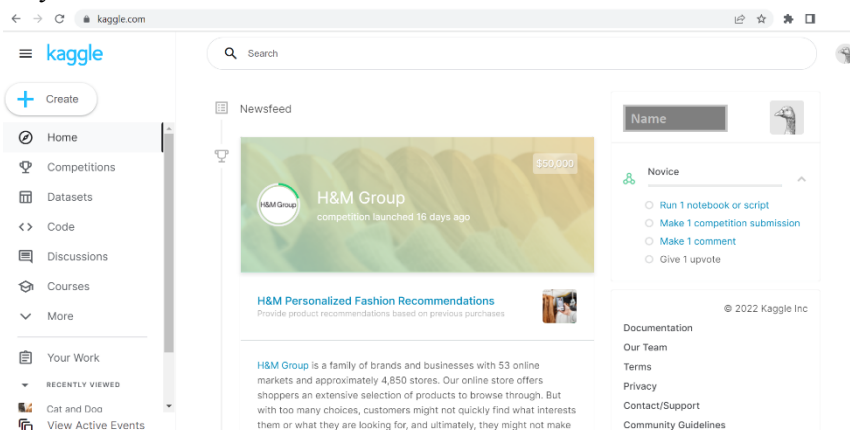 kaggle.com
kaggle
Search
Create
Home
Competitions
Datasets
Code
Discussions
Courses
More
Your Work
RECENTLY VIEWED
Cat and Dog
View Active Events
Newsfeed
$50,000
H&M Group
H&M Group
competition launched 16 days ago
H&M Personalized Fashion Recommendations
Provide product recommendations based on previous purchases
H&M Group is a family of brands and businesses with 53 online
markets and approximately 4,850 stores. Our online store offers
shoppers an extensive selection of products to browse through. But
with too many choices, customers might not quickly find what interests
them or what they are looking for, and ultimately, they might not make
Name
Novice
Run 1 notebook or script
Make 1 competition submission
Make 1 comment
Give 1 upvote
© 2022 Kaggle Inc
Documentation
Our Team
Terms
Privacy
Contact/Support
Community Guidelines